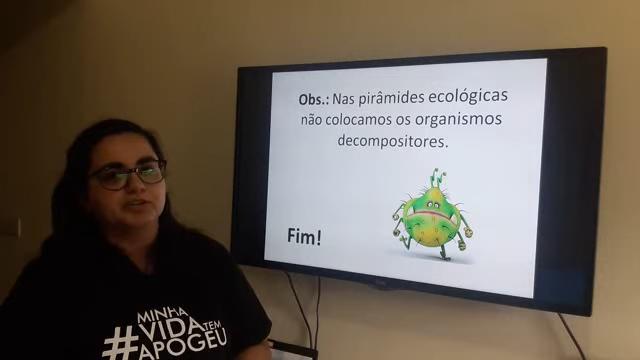 Obs.: Nas pirâmides ecológicas
não colocamos os organismos
decompositores.
Fim!
MINHA
#VIDA TEM
APOGEU